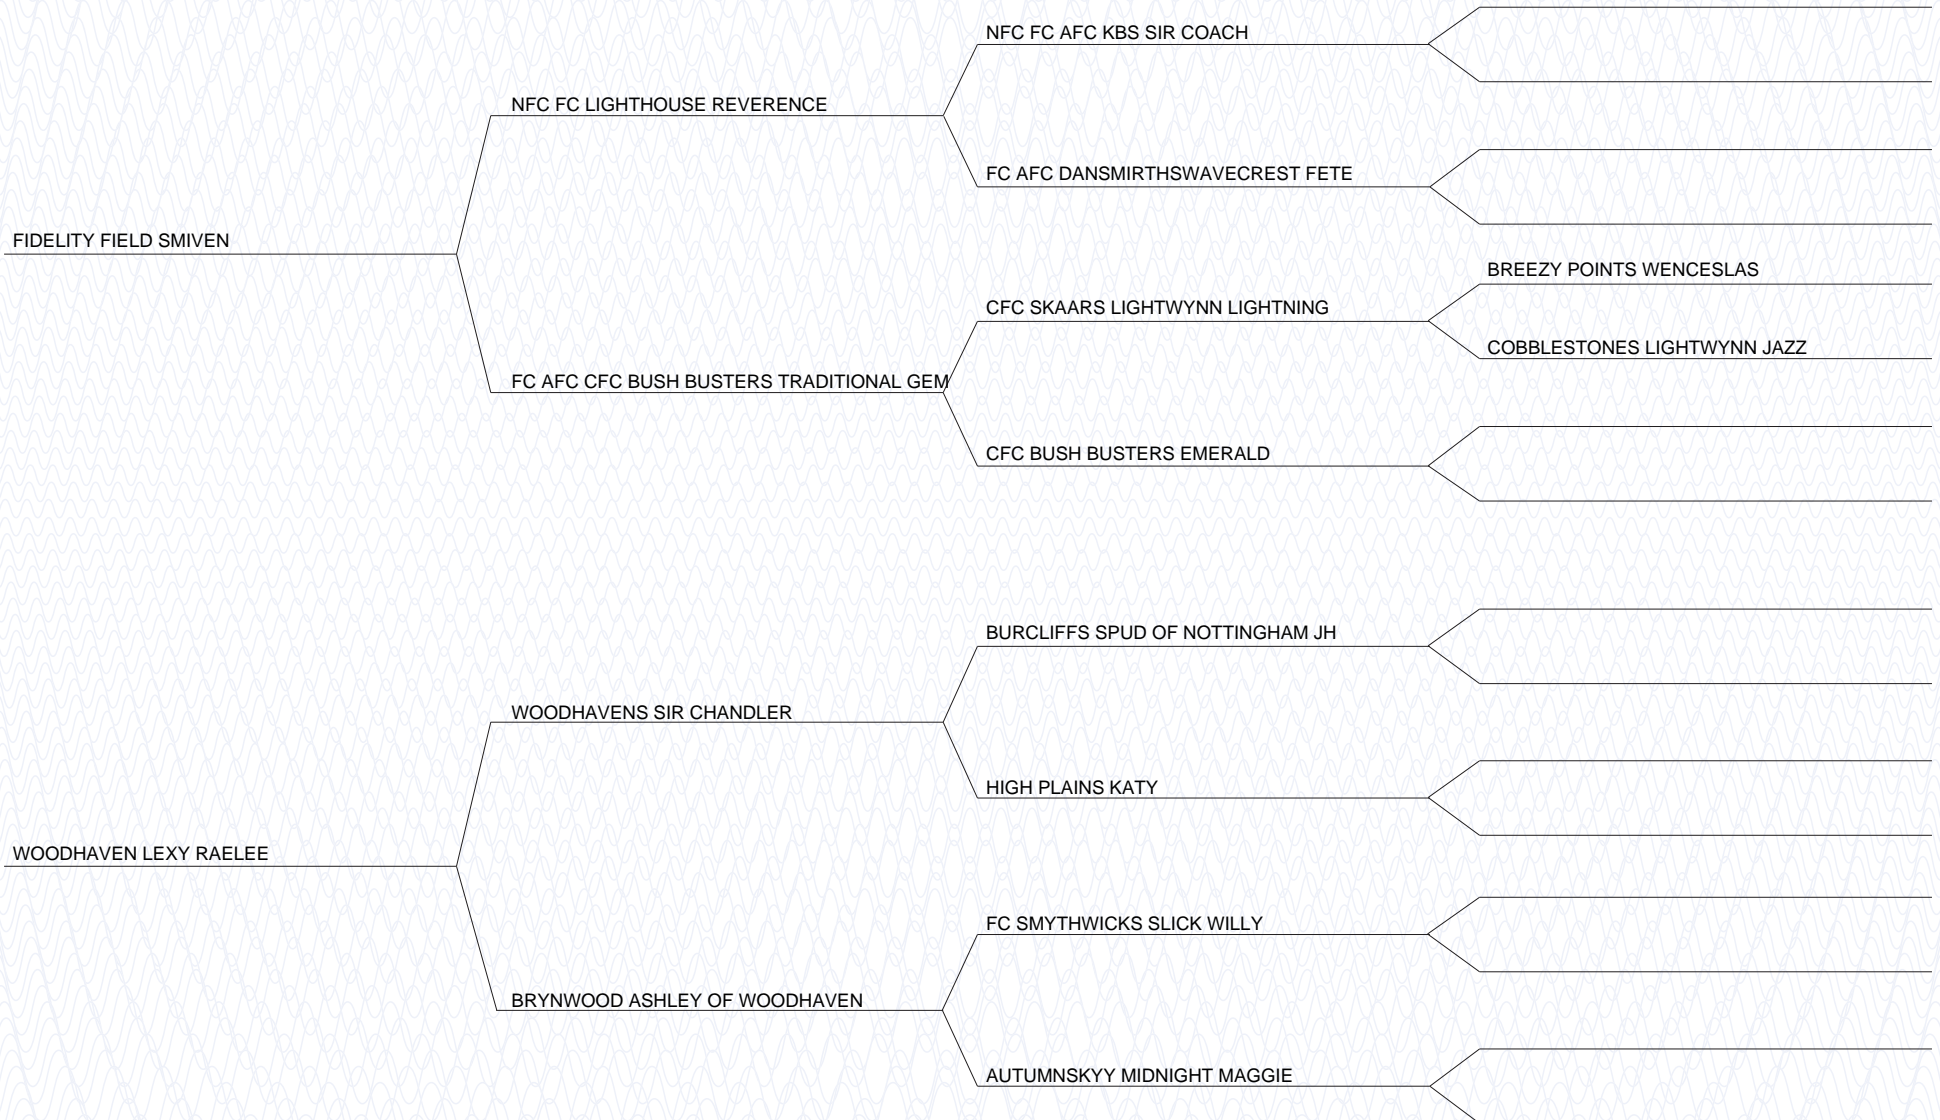 NFC FC AFC KBS SIR COACH
NFC FC LIGHTHOUSE REVERENCE
FC AFC DANSMIRTHSWAVECREST FETE
FIDELITY FIELD SMIVEN
BREEZY POINTS WENCESLAS
CFC SKAARS LIGHTWYNN LIGHTNING
COBBLESTONES LIGHTWYNN JAZZ
FC AFC CFC BUSH BUSTERS TRADITIONAL GEM
CFC BUSH BUSTERS EMERALD
BURCLIFFS SPUD OF NOTTINGHAM JH
WOODHAVENS SIR CHANDLER
HIGH PLAINS KATY
WOODHAVEN LEXY RAELEE
FC SMYTHWICKS SLICK WILLY
BRYNWOOD ASHLEY OF WOODHAVEN
AUTUMNSKYY MIDNIGHT MAGGIE